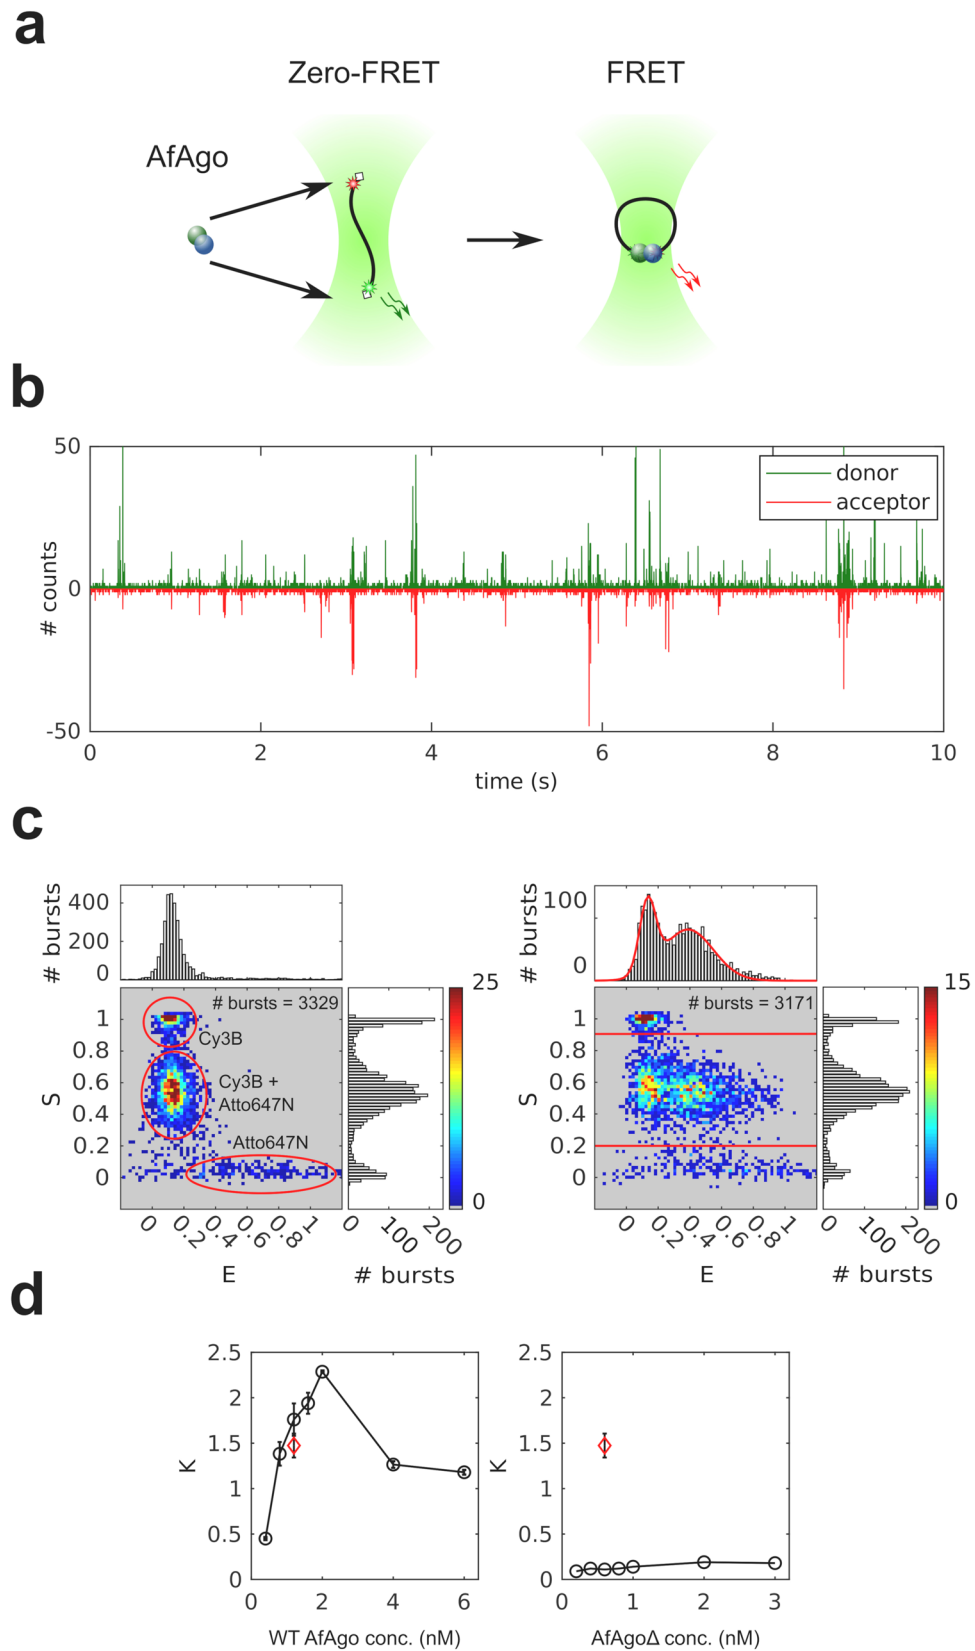 a
Zero-FRET
FRET
AfAgo
b
50
0
-50
# counts
donor
acceptor
0
2
4
6
8
10
time (s)
c
# bursts
400
200
0
# bursts = 3329
Cy3B
Cy3B +
Atto647N
Atto647N
S
1
0.8
0.6
0.4
0.2
0
0
0.2
0.4
0.6
0.8
1
E
100
200
# bursts
25
0
# bursts
100
0
# bursts = 3171
S
1
0.8
0.6
0.4
0.2
0
0
0.2
0.4
0.6
0.8
1
E
100
200
# bursts
15
0
d
2.5
2
1.5
1
0.5
0
K
0
2
4
6
WT AfAgo conc. (nM)
2.5
2
1.5
1
0.5
0
K
0
1
2
3
AfAgoΔ conc. (nM)